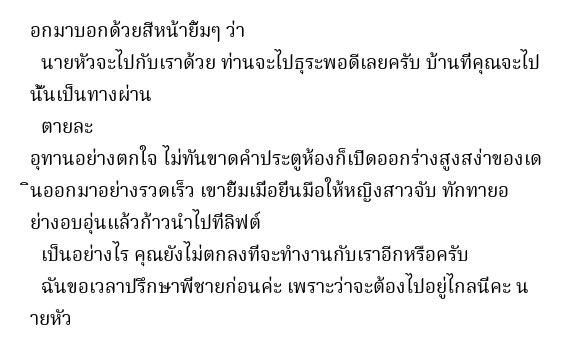 อกมาบอกด้วยสีหน้ายิ้มๆ ว่า
นายหัวจะไปกับเราด้วย ท่านจะไปธุระพอดีเลยครับ บ้านที่คุณจะไป
นั้นเป็นทางผ่าน
ตายละ
อุทานอย่างตกใจ ไม่ทันขาดคำประตูห้องก็เปิดออกร่างสูงสง่าของเด
ินออกมาอย่างรวดเร็ว เขายิ้มเมื่อยื่นมือให้หญิงสาวจับ ทักทายอ
ย่างอบอุ่นแล้วก้าวนำไปที่ลิฟต์
เป็นอย่างไร คุณยังไม่ตกลงที่จะทำงานกับเราอีกหรือครับ
ฉันขอเวลาปรึกษาพี่ชายก่อนค่ะ เพราะว่าจะต้องไปอยู่ไกลนี่คะ น
ายหัว